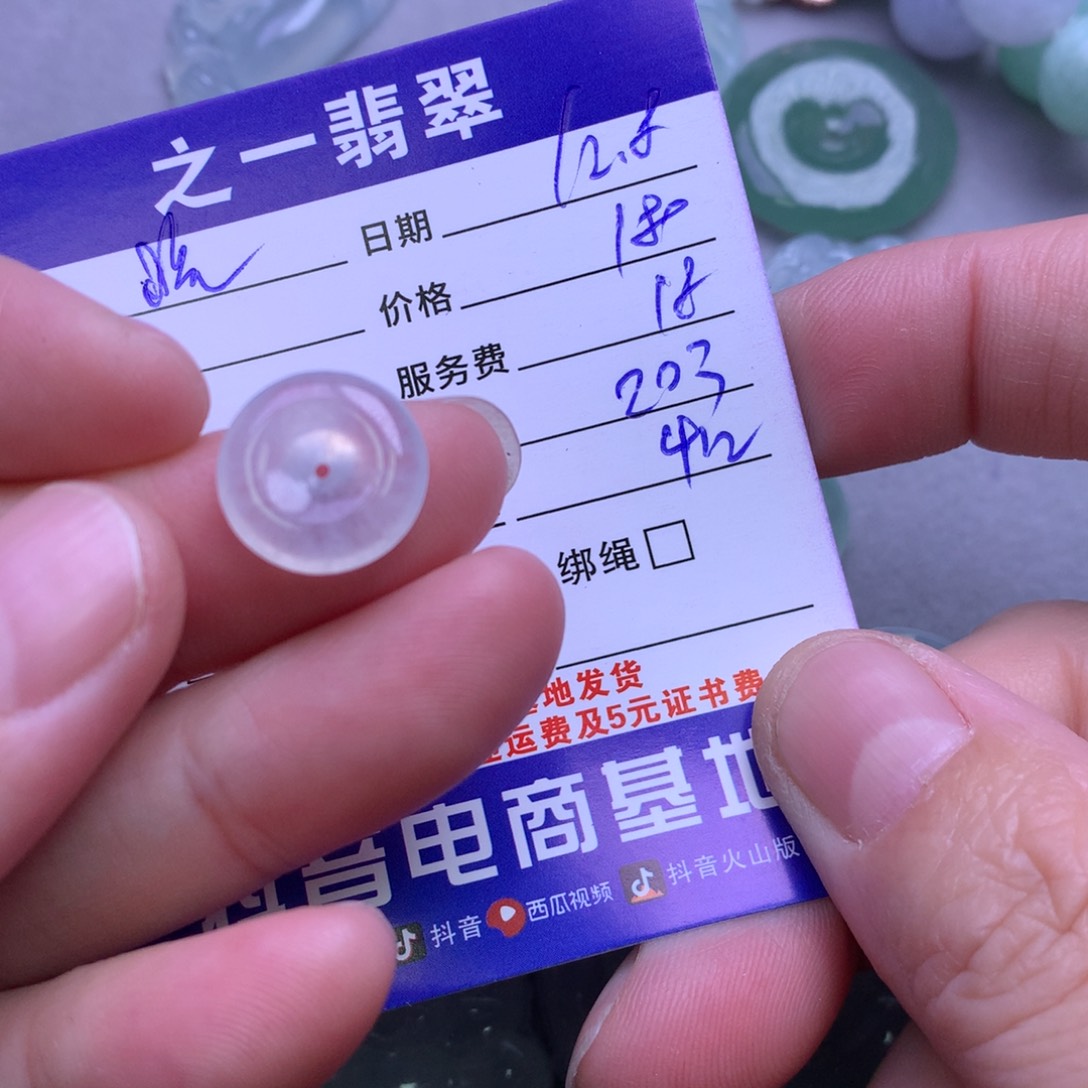 之一翡翠
日期 12.8
价格 180
服务费 18
203
绑绳
地发货
运费及5元证书费
抖音电商基地
抖音 西瓜视频 抖音火山版